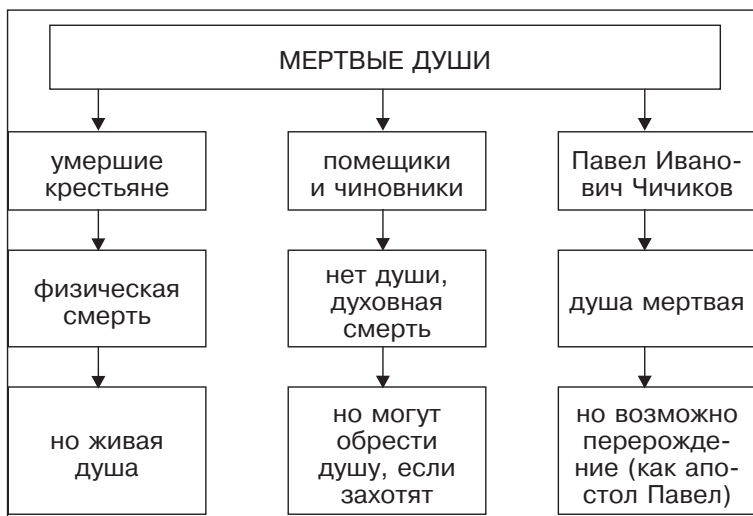 МЕРТВЫЕ ДУШИ
умершие
крестьяне
помещики
и чиновники
Павел Ивано-
вич Чичиков
физическая
смерть
нет души,
духовная
смерть
душа мертвая
но живая
душа
но могут
обрести
душу, если
захотят
но возможно
перерожде-
ние (как апо-
стол Павел)